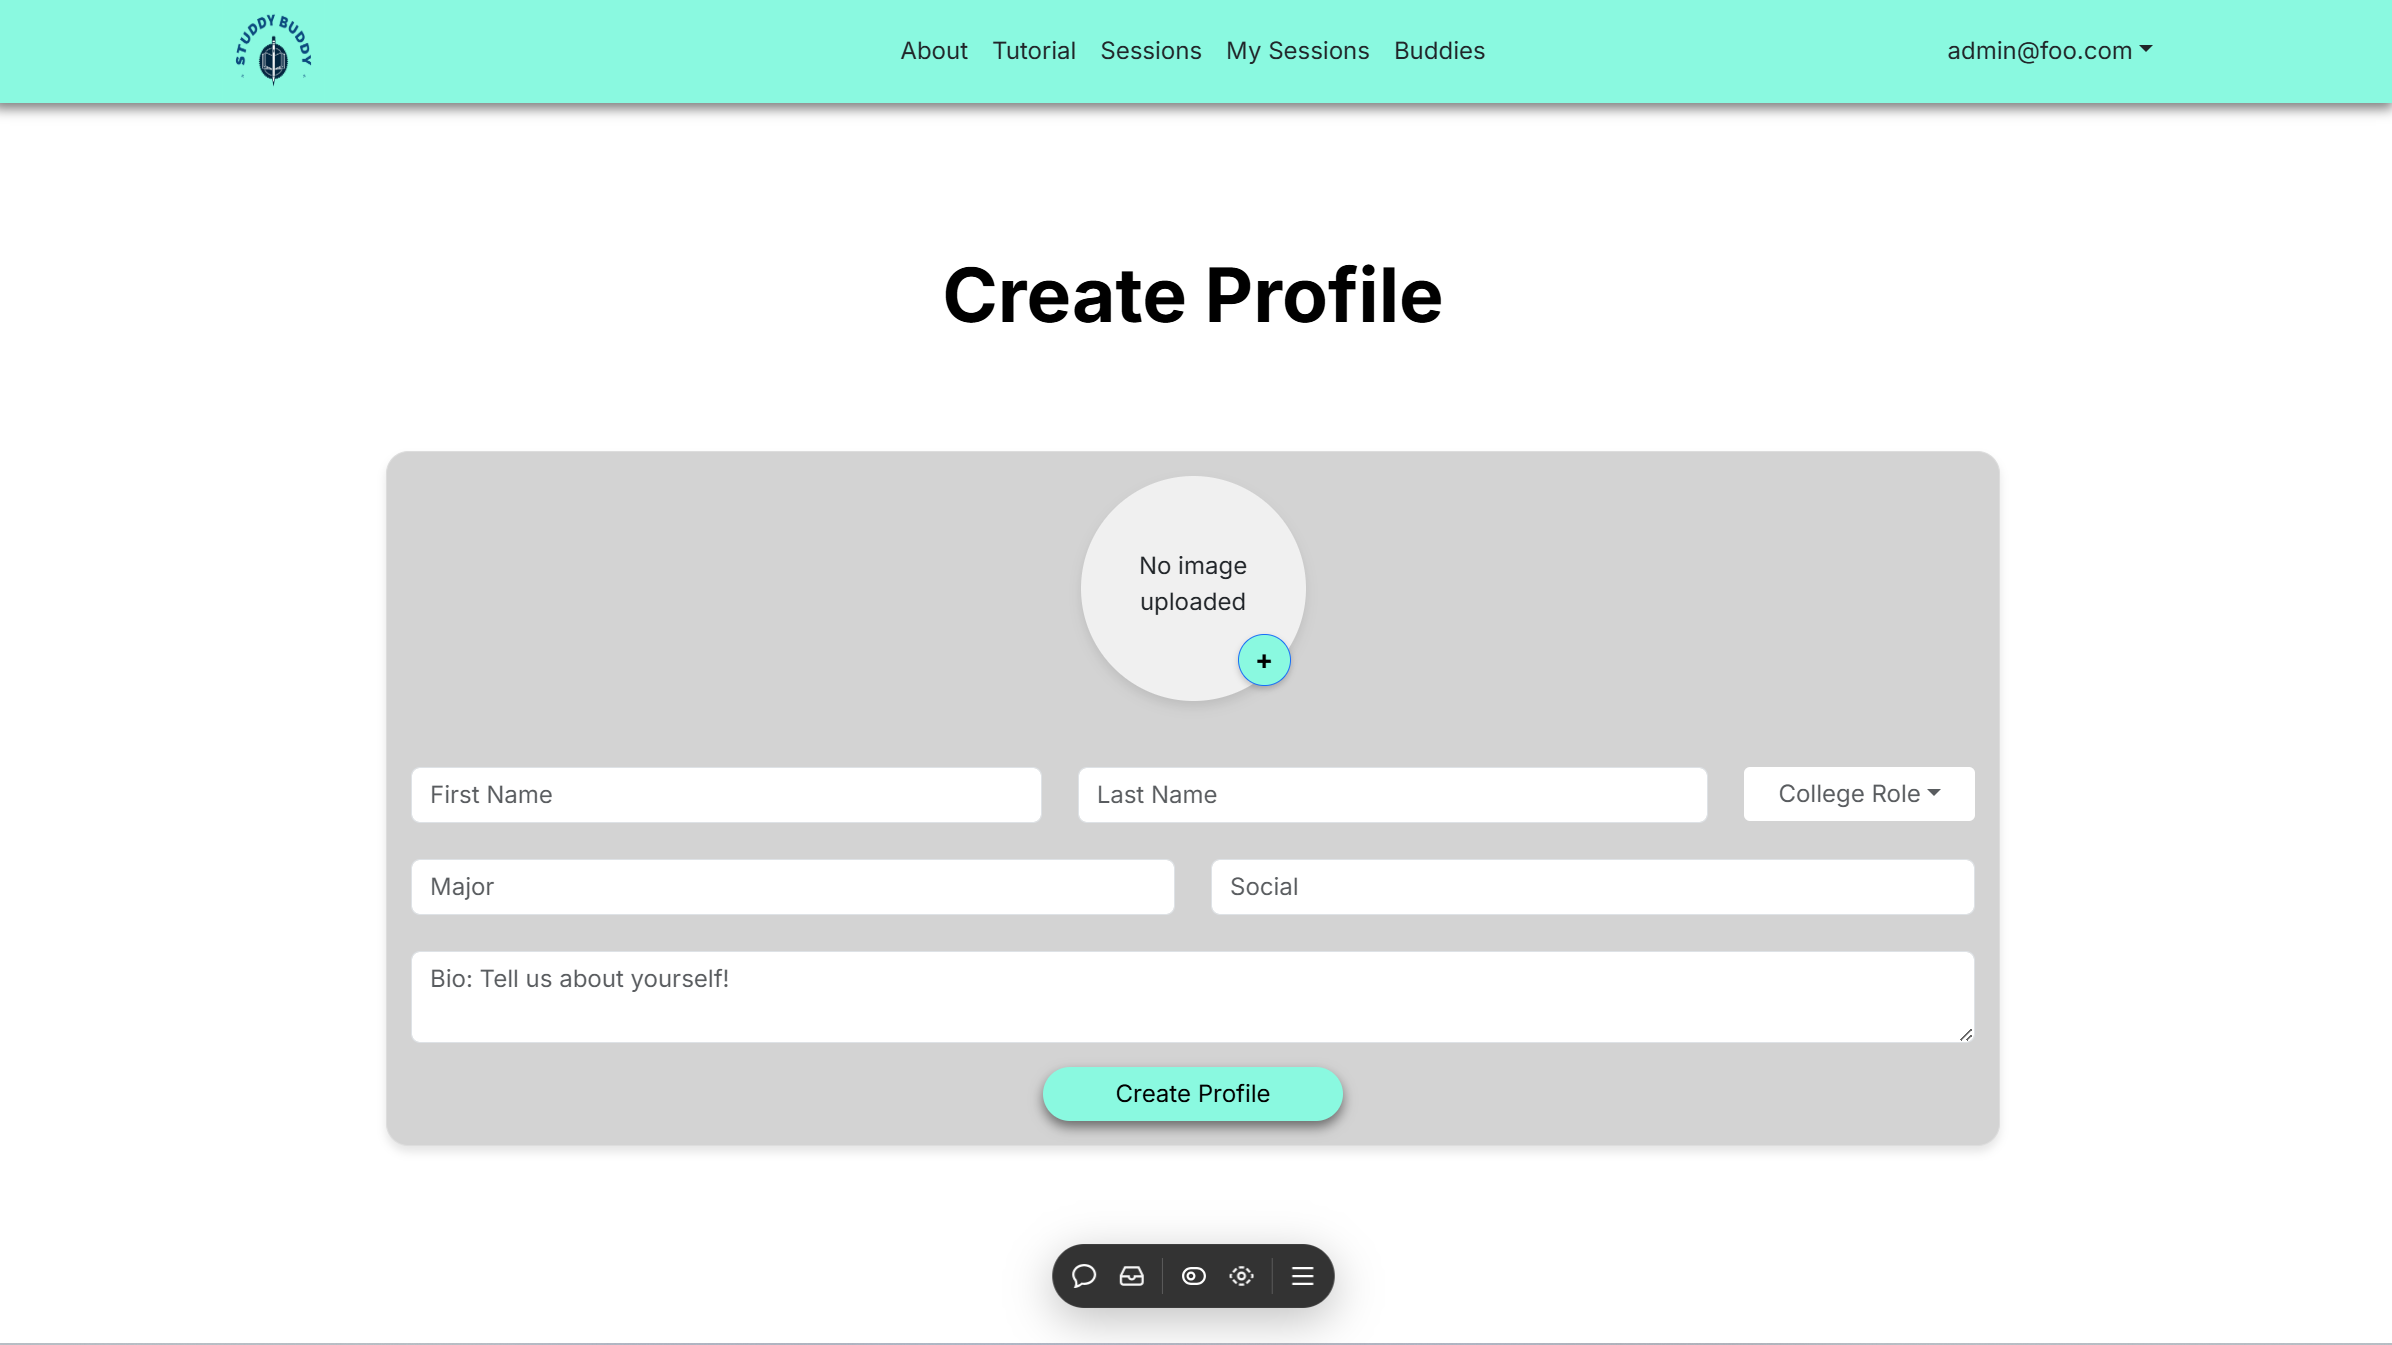 STUDDY BUDDY
About Tutorial Sessions My Sessions Buddies
admin@foo.com
Create Profile
No image
uploaded
+
First Name
Last Name
College Role
Major
Social
Bio: Tell us about yourself!
Create Profile